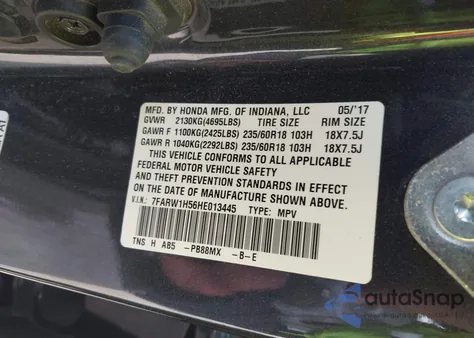 MFD. BY HONDA MFG. OF INDIANA, LLC 05/'17
GVWR 2130KG(4695LBS) TIRE SIZE RIM SIZE
GAWR F 1100KG(2425LBS) 235/60R18 103H 18X7.5J
GAWR R 1040KG(2292LBS) 235/60R18 103H 18X7.5J
THIS VEHICLE CONFORMS TO ALL APPLICABLE
FEDERAL MOTOR VEHICLE SAFETY
AND THEFT PREVENTION STANDARDS IN EFFECT
ON THE DATE OF MANUFACTURE SHOWN ABOVE.
V.I.N.: 7FARW1H56HE013445 TYPE: MPV
TNS H AB5 -PB88MX -B-E
autoSnap